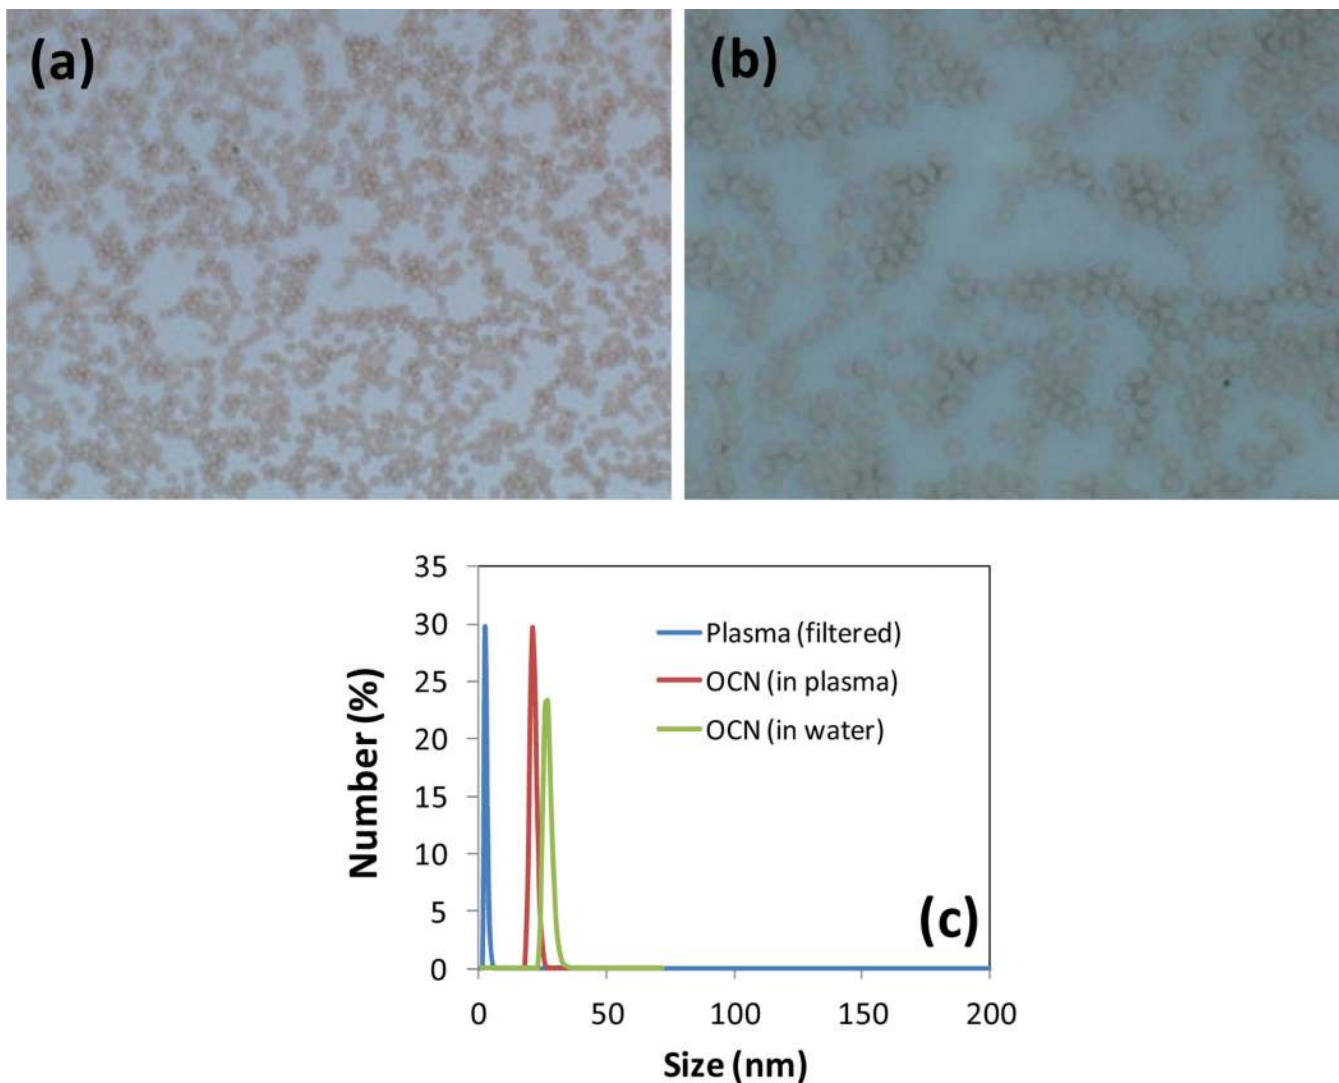 (a)
(b)
35
30
25
20
15
10
5
0
Number (%)
Plasma (filtered)
OCN (in plasma)
OCN (in water)
(c)
0 50 100 150 200
Size (nm)